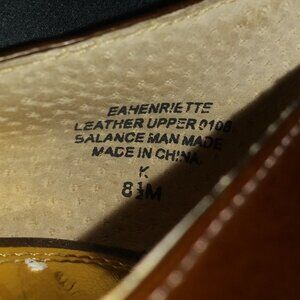 EAHENRIETTE
LEATHER UPPER 0108
BALANCE MAN MADE
MADE IN CHINA.
K
8½M